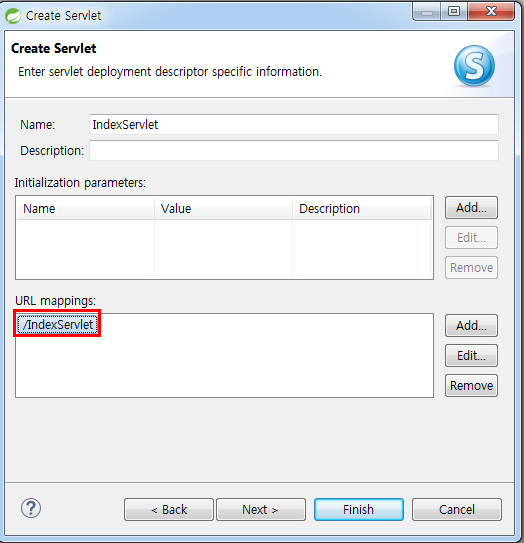 Create Servlet
Create Servlet
Enter servlet deployment descriptor specific information.
S
Name: IndexServlet
Description:
Initialization parameters:
Name Value Description
Add...
Edit...
Remove
URL mappings:
/IndexServlet
Add...
Edit...
Remove
? < Back Next > Finish Cancel